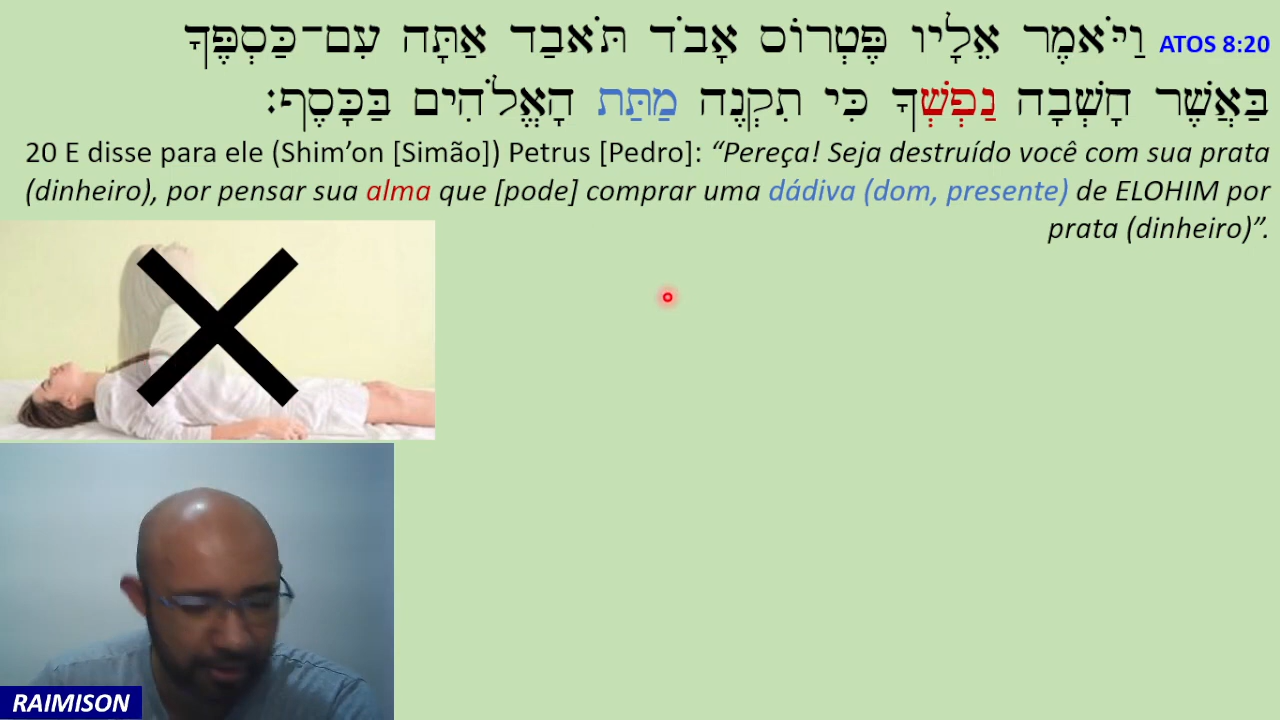 ATOS 8:20 וַיֹּאמֶר אֵלָיו פֶּטְרוֹס אָבֹד תֹּאבַד אַתָּה עִם־כַּסְפֶּךָ
בַּאֲשֶׁר חָשְׁבָה נַפְשְׁךָ כִּי תִקְנֶה מַתַּת הָאֱלֹהִים בַּכָּסֶף׃
20 E disse para ele (Shim’on [Simão]) Petrus [Pedro]: “Pereça! Seja destruído você com sua prata
(dinheiro), por pensar sua alma que [pode] comprar uma dádiva (dom, presente) de ELOHIM por
prata (dinheiro)”.
RAIMISON